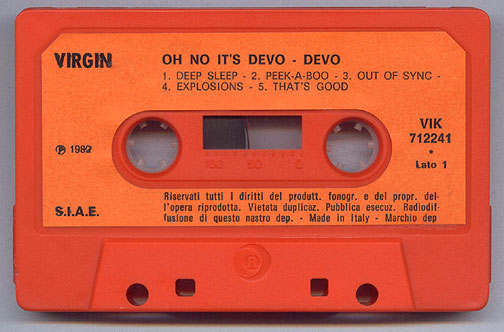 VIRGIN
OH NO IT'S DEVO - DEVO
1. DEEP SLEEP - 2. PEEK-A-BOO - 3. OUT OF SYNC -
4. EXPLOSIONS - 5. THAT'S GOOD
VIK
712241
*
Lato 1
℗ 1982
100 50 0
S.I.A.E.
Riservati tutti i diritti del produtt. fonogr. e del propr. del-
l'opera riprodotta. Vietata duplicaz. Pubblica esecuz. Radiodif-
fusione di questo nastro dep. - Made in Italy - Marchio dep